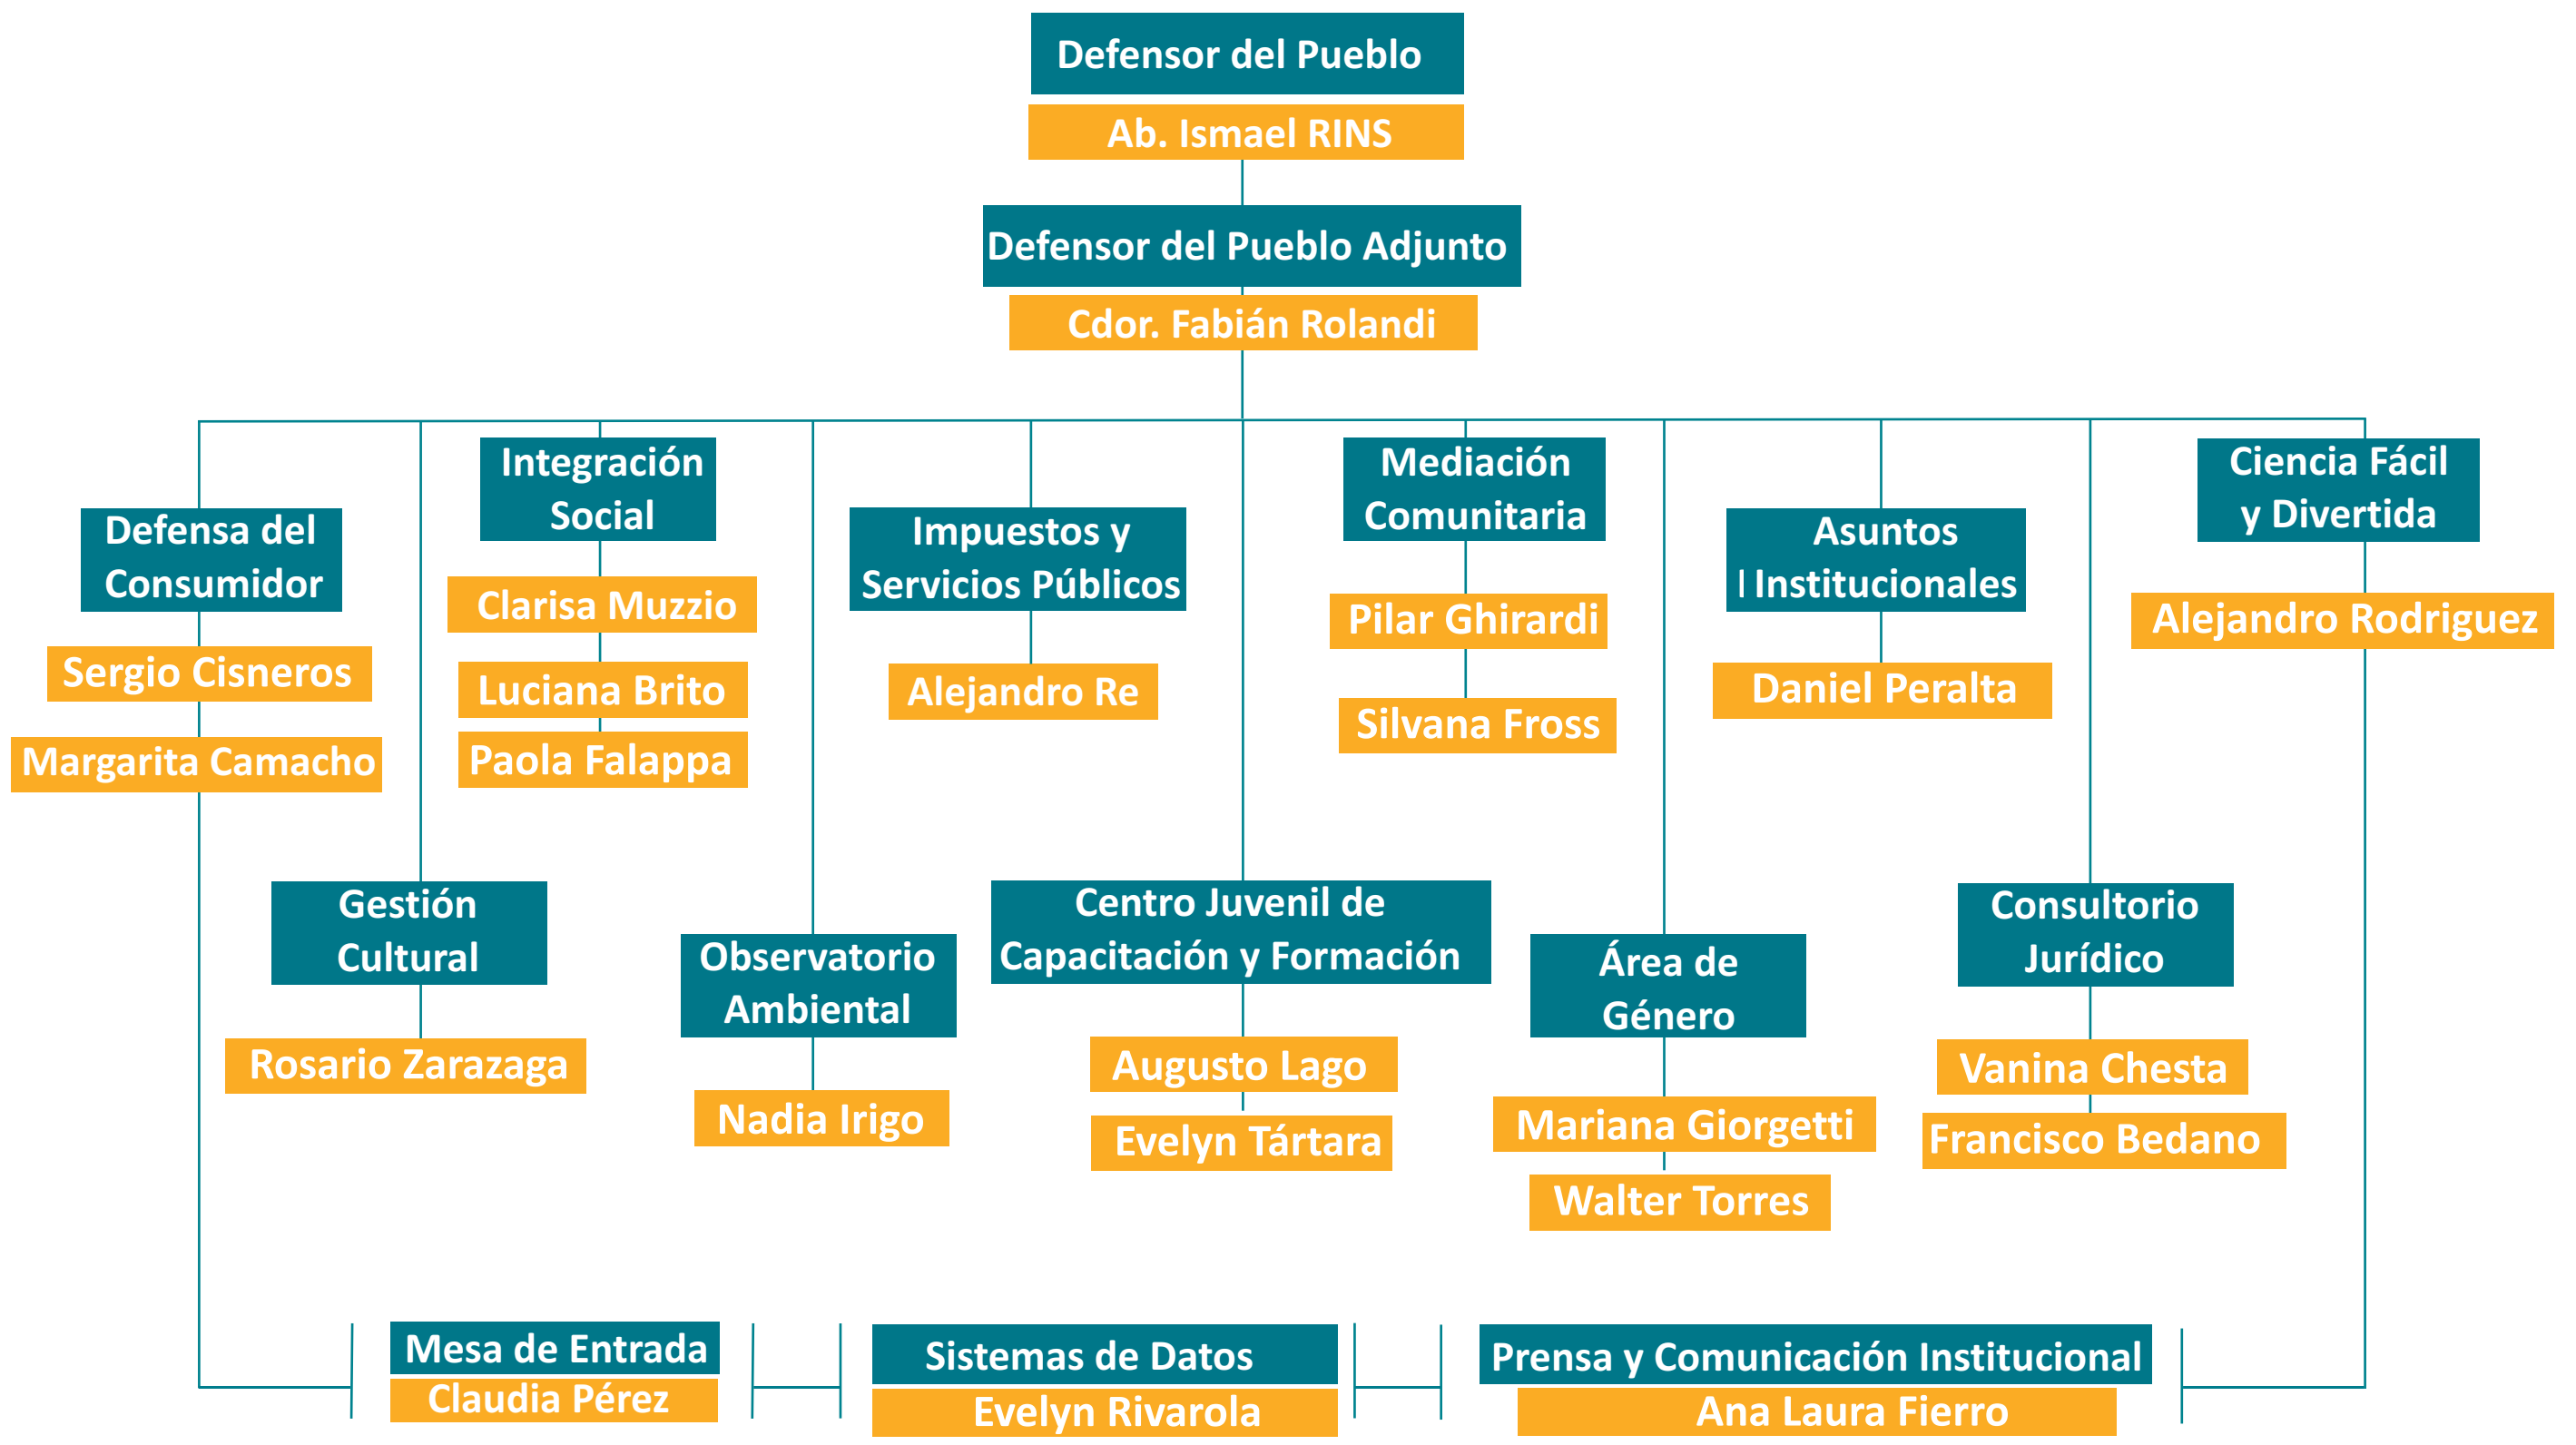 Defensor del Pueblo
Ab. Ismael RINS
Defensor del Pueblo Adjunto
Cdor. Fabián Rolandi
Defensa del
Consumidor
Sergio Cisneros
Margarita Camacho
Integración
Social
Clarisa Muzzio
Luciana Brito
Paola Falappa
Impuestos y
Servicios Públicos
Alejandro Re
Mediación
Comunitaria
Pilar Ghirardi
Silvana Fross
Asuntos
I Institucionales
Daniel Peralta
Ciencia Fácil
y Divertida
Alejandro Rodriguez
Gestión
Cultural
Rosario Zarazaga
Observatorio
Ambiental
Nadia Irigo
Centro Juvenil de
Capacitación y Formación
Augusto Lago
Evelyn Tártara
Área de
Género
Mariana Giorgetti
Walter Torres
Consultorio
Jurídico
Vanina Chesta
Francisco Bedano
Mesa de Entrada
Claudia Pérez
Sistemas de Datos
Evelyn Rivarola
Prensa y Comunicación Institucional
Ana Laura Fierro